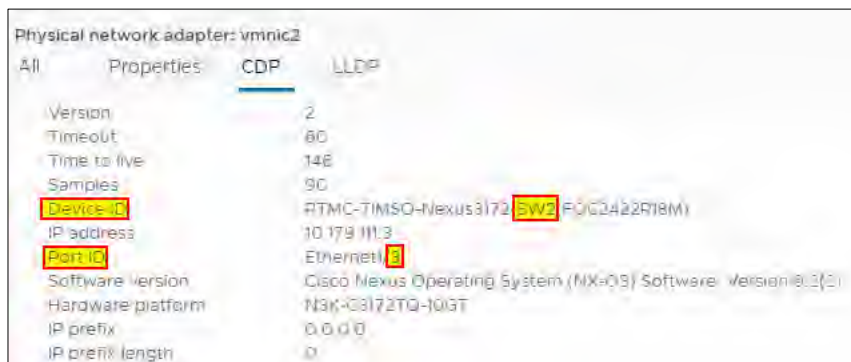 Physical network adapter: vmnic2
All Properties CDP LLDP
Version 2
Timeout 60
Time to live 146
Samples 90
Device ID RTMC-TIMSO-Nexus3172-SW2(FOC2422R18M)
IP address 10.179.111.3
Port ID Ethernet1/3
Software version Cisco Nexus Operating System (NX-OS) Software, Version
Hardware platform N3K-C3172TQ-10GT
IP prefix 0.0.0.0
IP prefix length 0